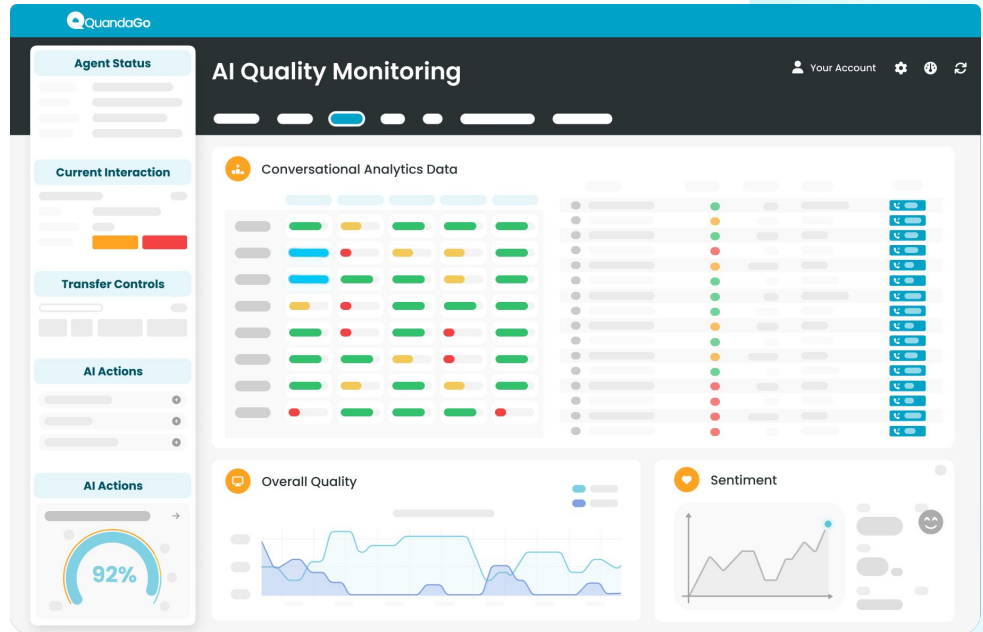 QuandaGo
Agent Status
Current Interaction
Transfer Controls
AI Actions
AI Actions
92%
AI Quality Monitoring
Your Account
Conversational Analytics Data
Overall Quality
Sentiment